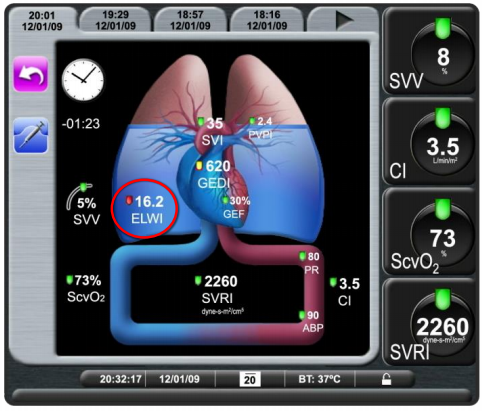 20:01
12/01/09
19:29
12/01/09
18:57
12/01/09
18:16
12/01/09
-01:23
35
SVI
2.4
PVPI
620
GEDI
5%
SVV
16.2
ELWI
30%
GEF
80
PR
73%
ScvO₂
2260
SVRI
dyne-s-m²/cm⁵
3.5
CI
90
ABP
8
%
SVV
3.5
L/min/m²
CI
73
%
ScvO₂
2260
dyne-s-m²/cm⁵
SVRI
20:32:17 12/01/09 20 BT: 37ºC